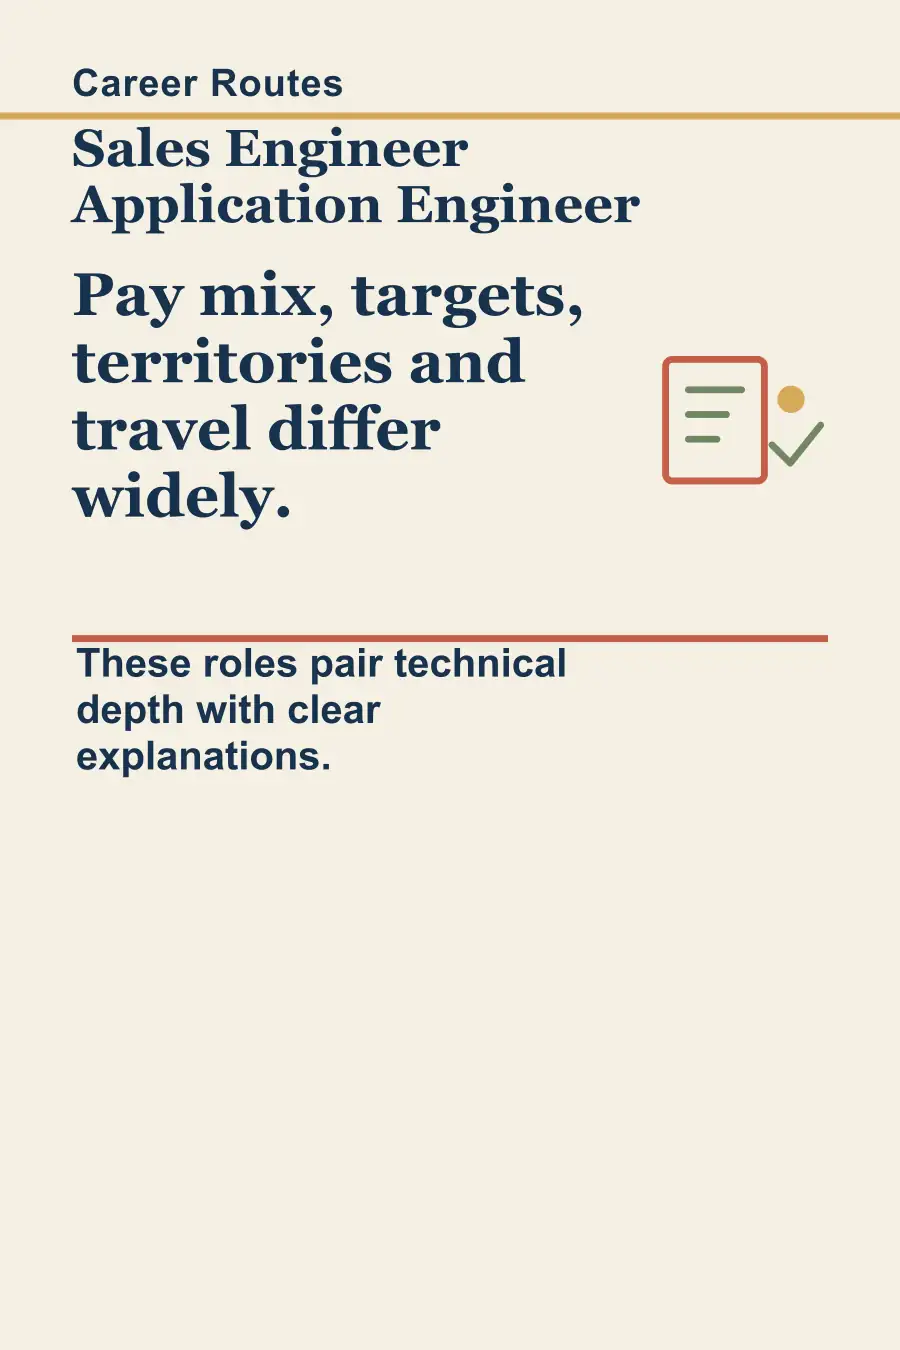 Career Routes
Sales Engineer
Application Engineer
Pay mix, targets,
territories and
travel differ
widely.
These roles pair technical
depth with clear
explanations.